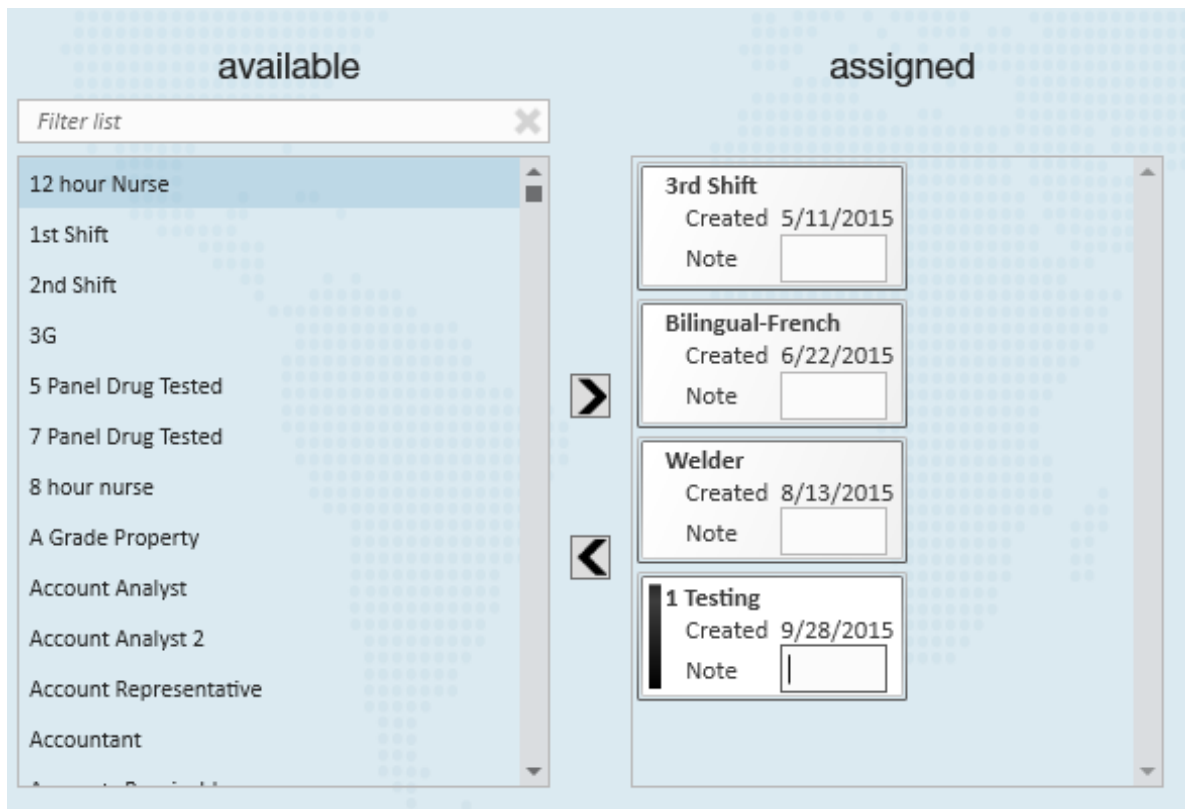 available
Filter list
12 hour Nurse
1st Shift
2nd Shift
3G
5 Panel Drug Tested
7 Panel Drug Tested
8 hour nurse
A Grade Property
Account Analyst
Account Analyst 2
Account Representative
Accountant
assigned
3rd Shift
Created 5/11/2015
Note
Bilingual-French
Created 6/22/2015
Note
Welder
Created 8/13/2015
Note
1 Testing
Created 9/28/2015
Note